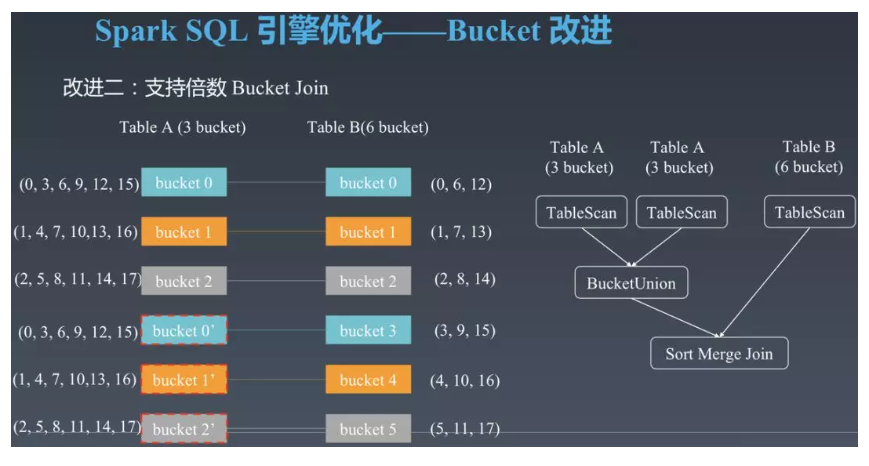 Spark SQL 引擎优化——Bucket 改进
改进二：支持倍数 Bucket Join
Table A (3 bucket)
Table B(6 bucket)
(0, 3, 6, 9, 12, 15) bucket 0 bucket 0 (0, 6, 12)
(1, 4, 7, 10,13, 16) bucket 1 bucket 1 (1, 7, 13)
(2, 5, 8, 11, 14, 17) bucket 2 bucket 2 (2, 8, 14)
(0, 3, 6, 9, 12, 15) bucket 0’ bucket 3 (3, 9, 15)
(1, 4, 7, 10,13, 16) bucket 1’ bucket 4 (4, 10, 16)
(2, 5, 8, 11, 14, 17) bucket 2’ bucket 5 (5, 11, 17)
Table A
(3 bucket)
Table A
(3 bucket)
Table B
(6 bucket)
TableScan
TableScan
TableScan
BucketUnion
Sort Merge Join